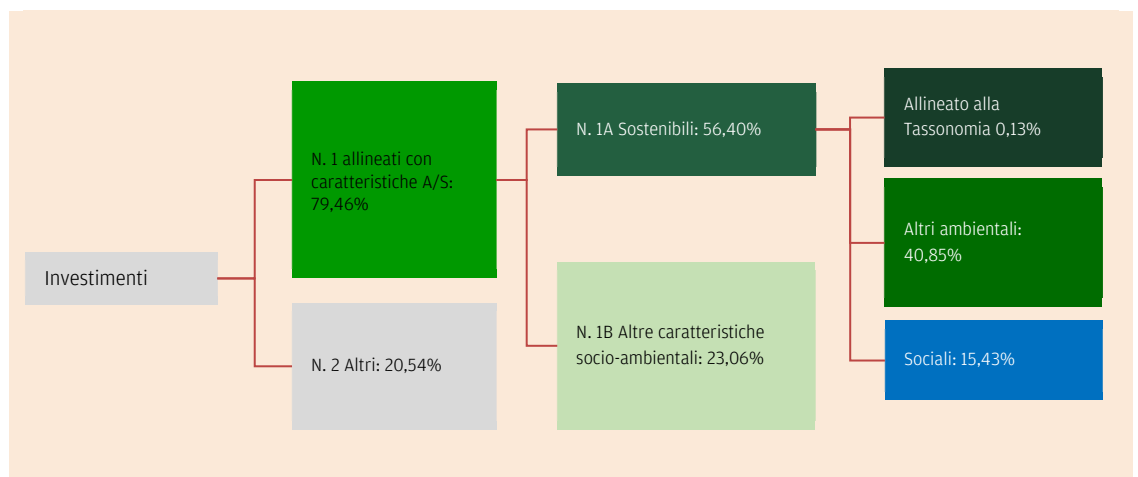 Investimenti
N. 1 allineati con
caratteristiche A/S:
79,46%
N. 2 Altri: 20,54%
N. 1A Sostenibili: 56,40%
N. 1B Altre caratteristiche
socio-ambientali: 23,06%
Allineato alla
Tassonomia 0,13%
Altri ambientali:
40,85%
Sociali: 15,43%